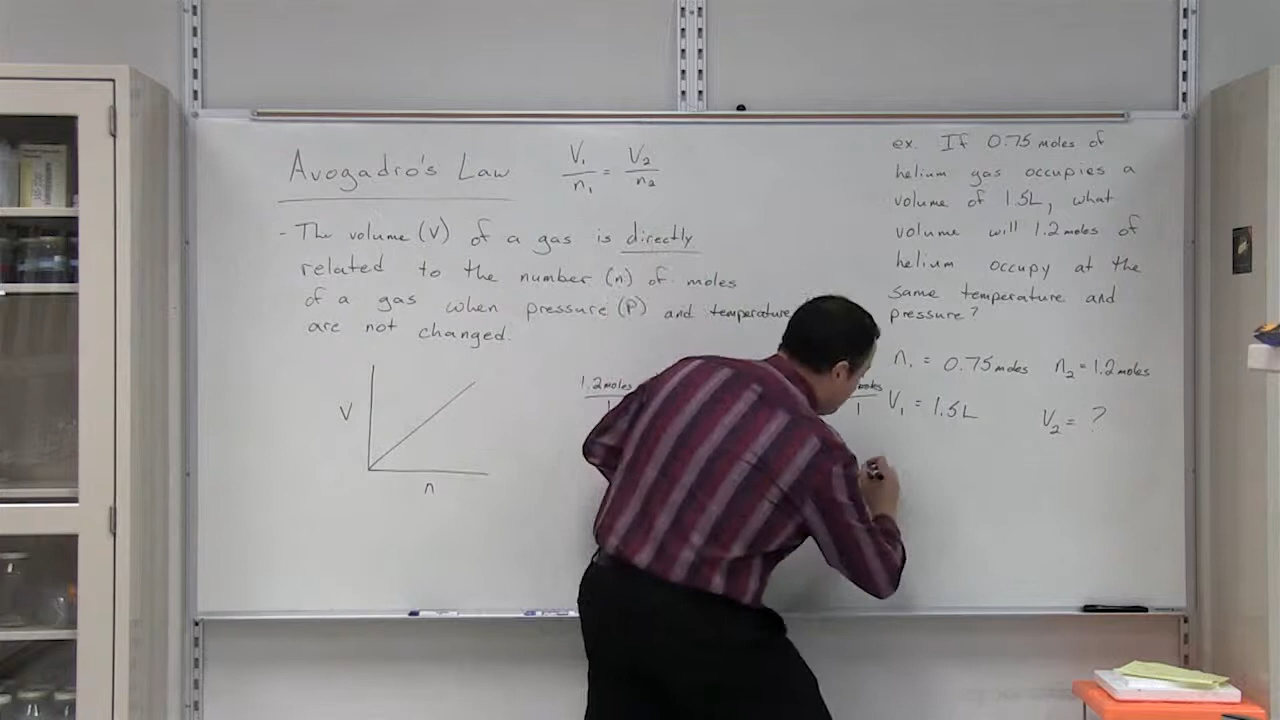 Avogadro's Law
V₁/n₁ = V₂/n₂
- The volume (V) of a gas is directly
related to the number (n) of moles
of a gas when pressure (P) and temperature
are not changed.
V
n
1.2 moles
1
moles
1
ex. If 0.75 moles of
helium gas occupies a
volume of 1.5L, what
volume will 1.2 moles of
helium occupy at the
same temperature and
pressure?
n₁ = 0.75 moles n₂ = 1.2 moles
V₁ = 1.5L V₂ = ?